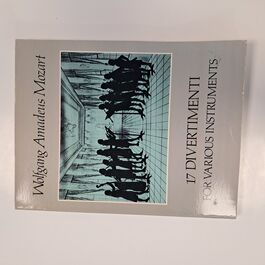 Wolfgang Amadeus Mozart
17 DIVERTIMENTI
FOR VARIOUS INSTRUMENTS